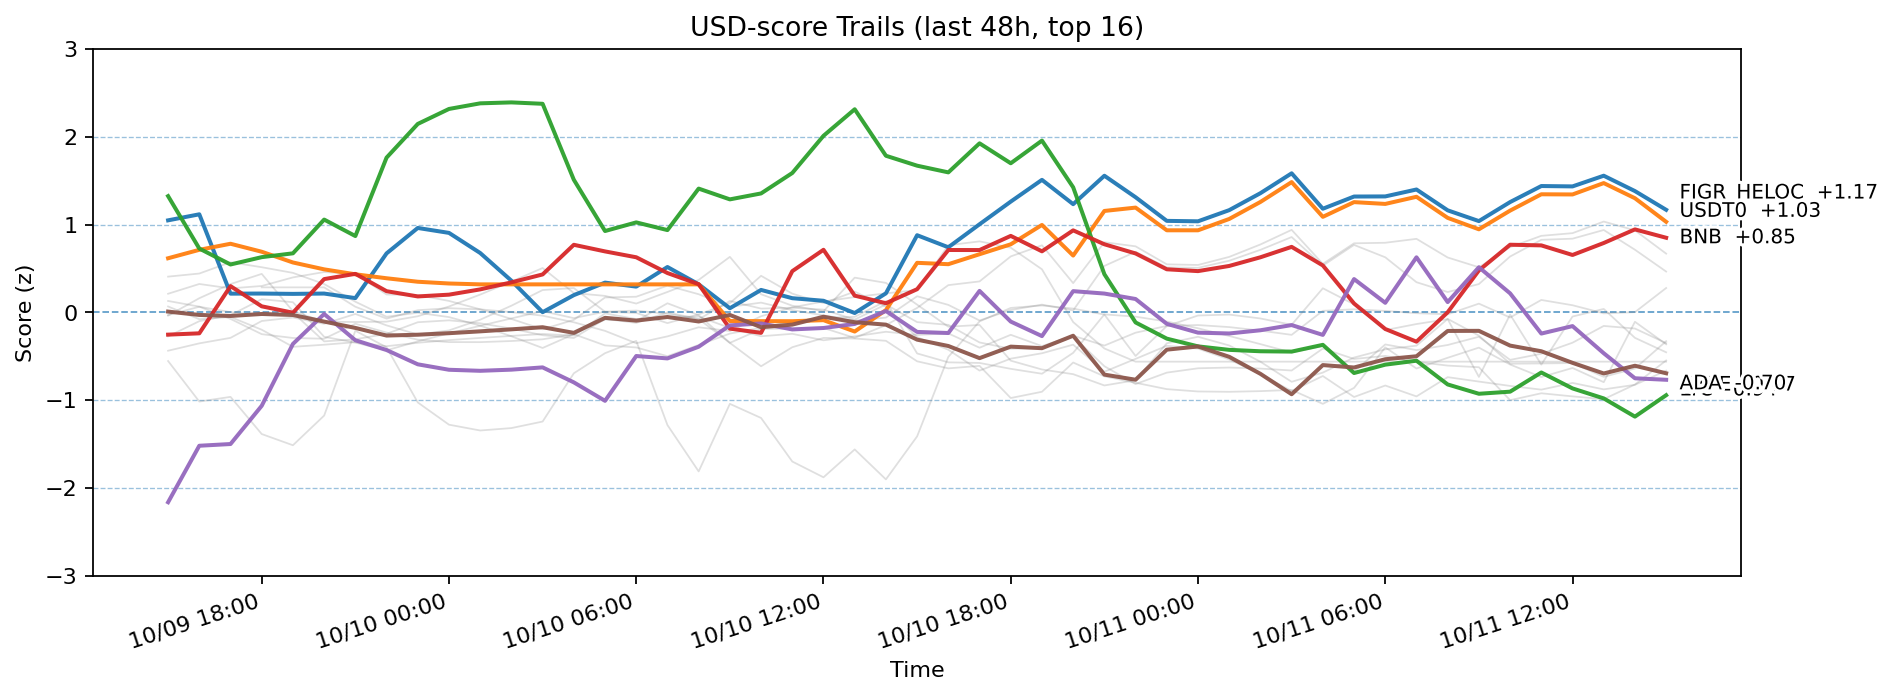 USD-score Trails (last 48h, top 16)
Score (z)
3
2
1
0
−1
−2
−3
FIGR_HELOC +1.17
USDT0 +1.03
BNB +0.85
ADA -0.70
10/09 18:00
10/10 00:00
10/10 06:00
10/10 12:00
10/10 18:00
10/11 00:00
10/11 06:00
10/11 12:00
Time